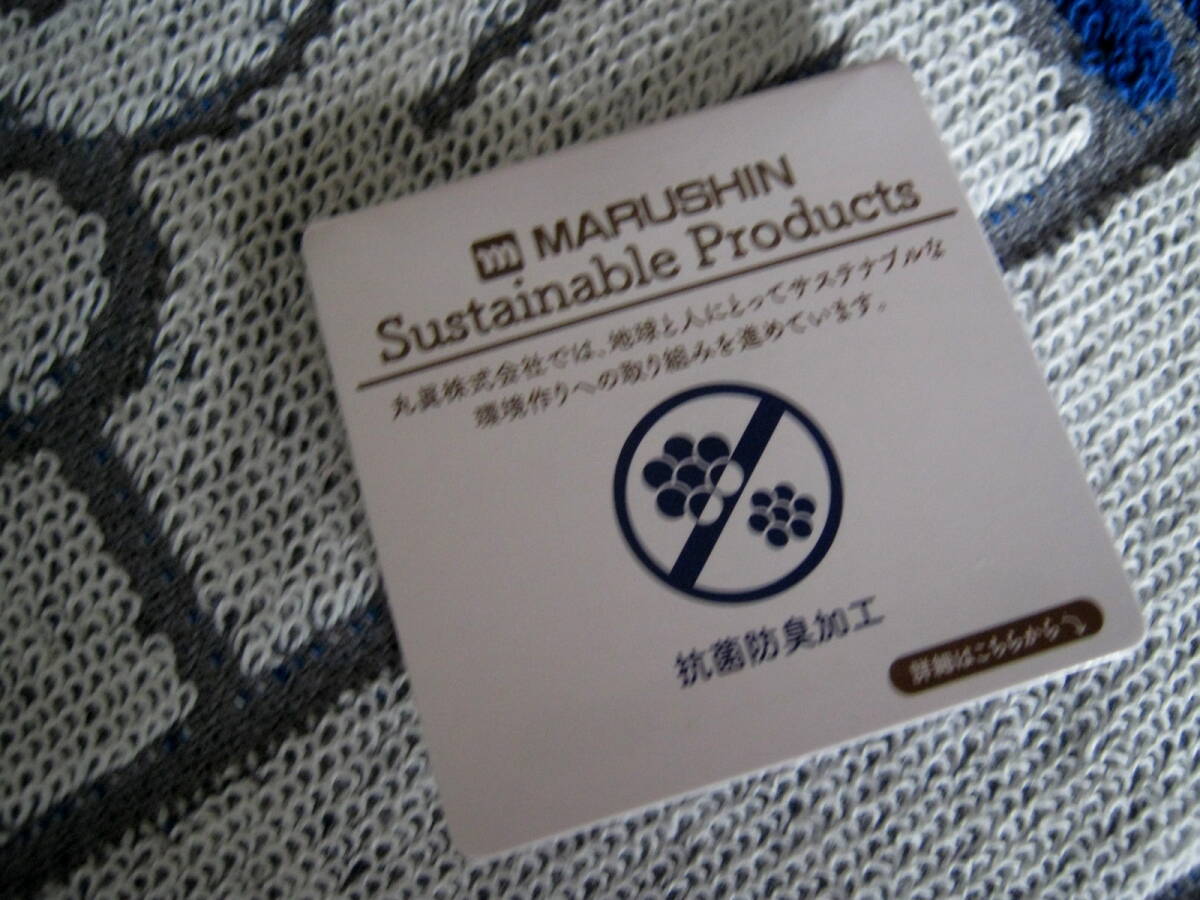 MARUSHIN
Sustainable Products
丸眞株式会社では、地球と人にとってサステナブルな
環境作りへの取り組みを進めています。
抗菌防臭加工
詳細はこちらから